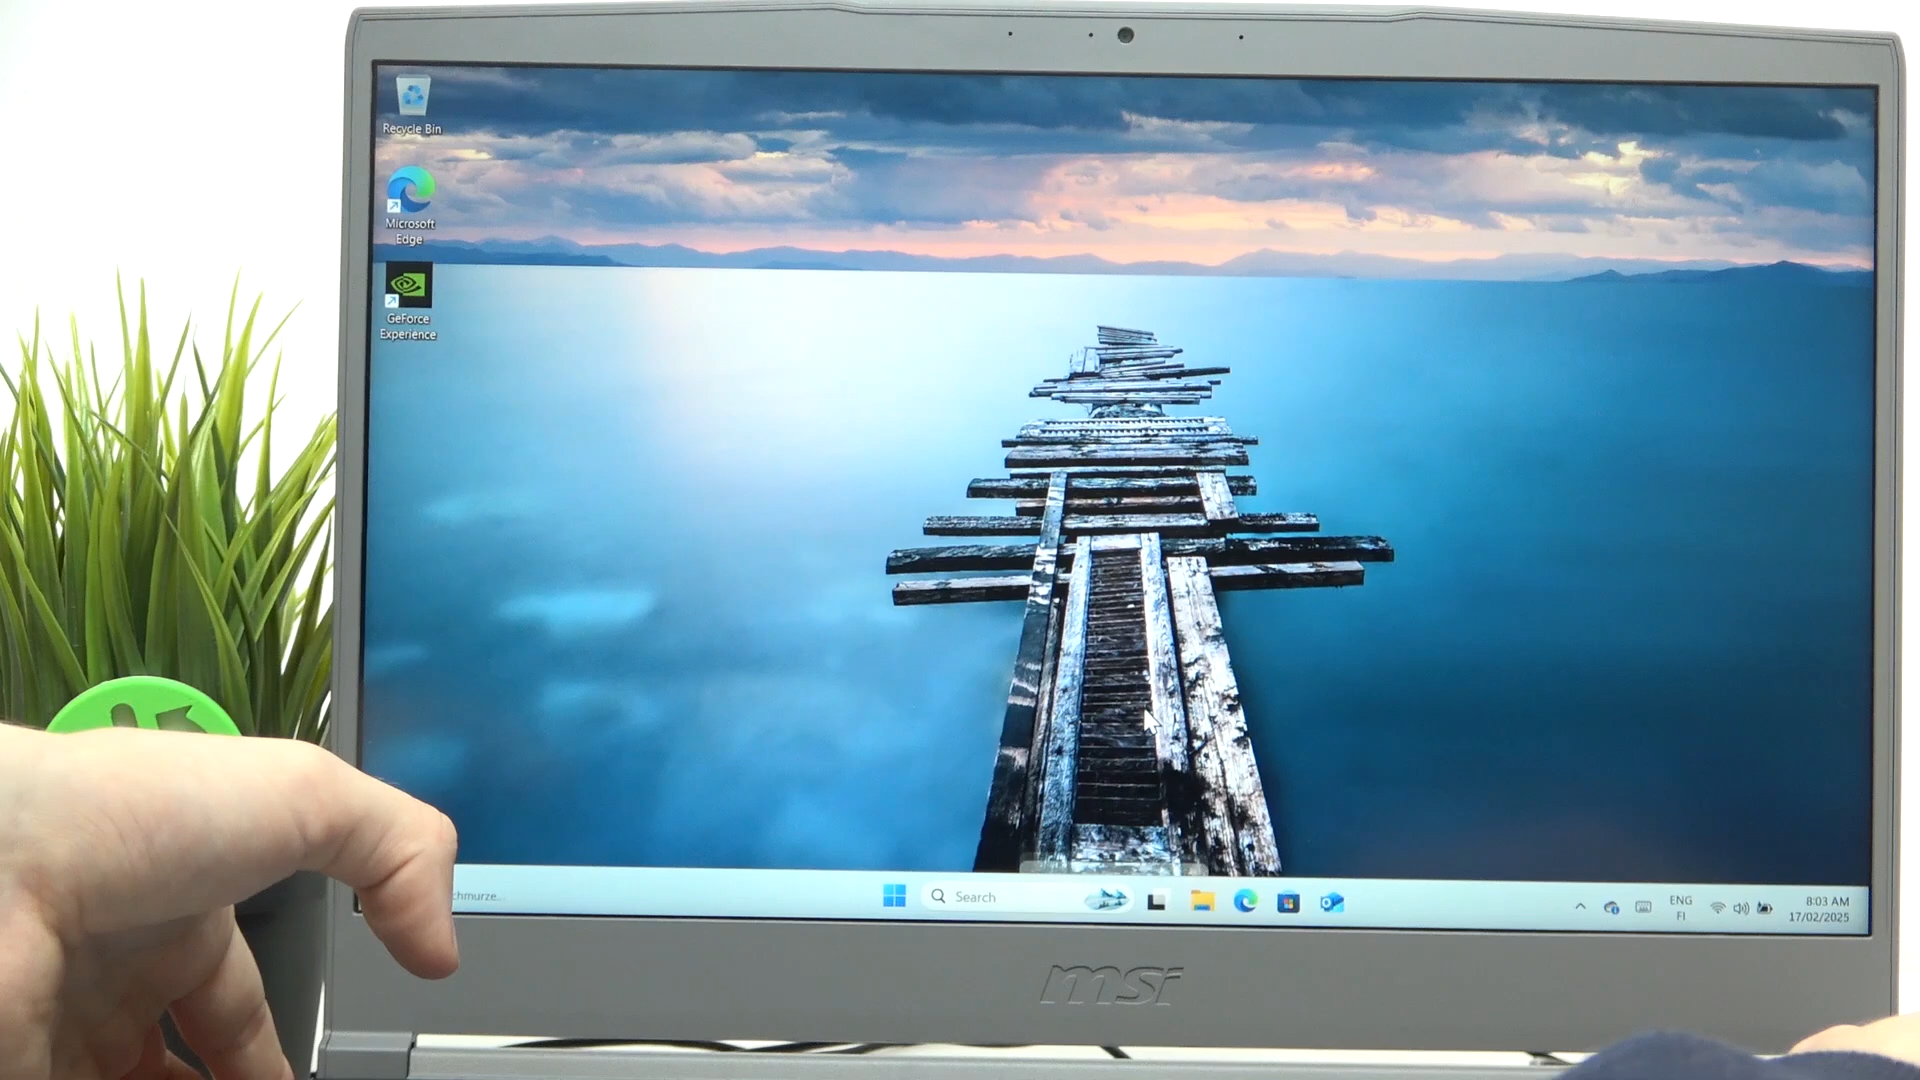 Recycle Bin
Microsoft
Edge
GeForce
Experience
chmurze...
Search
ENG
FI
8:03 AM
17/02/2025
msi